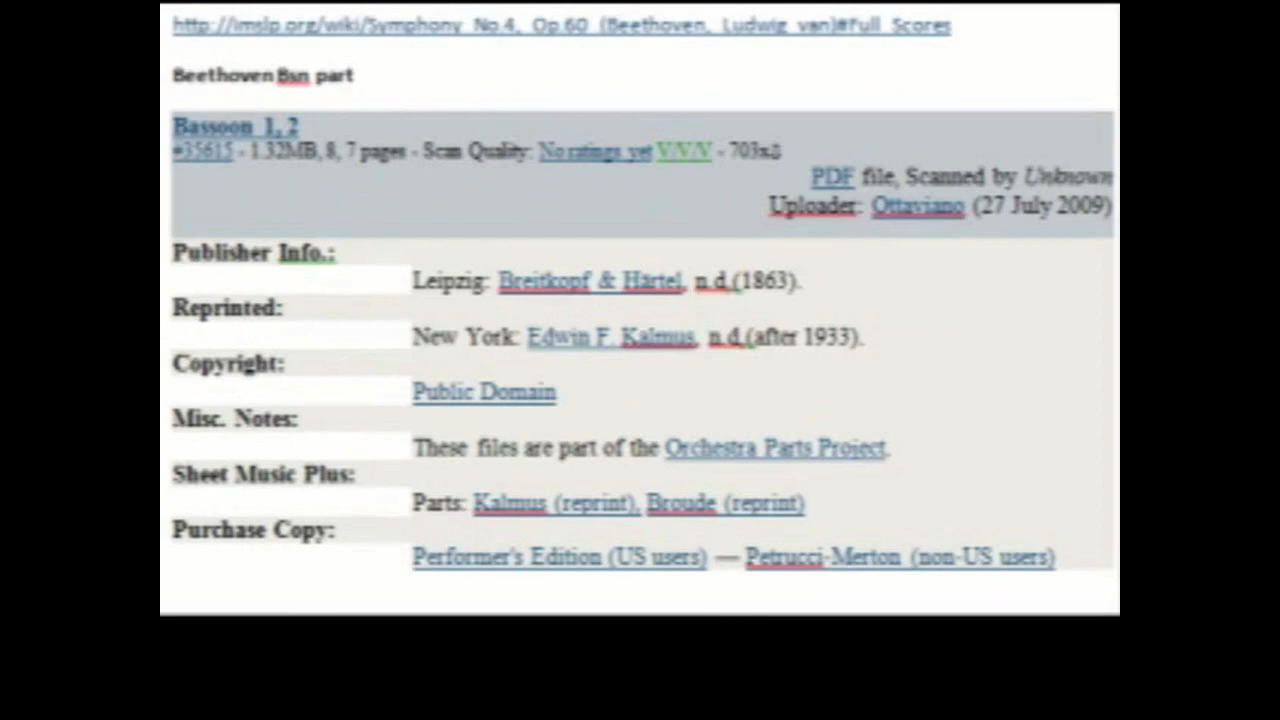 http://imslp.org/wiki/Symphony_No.4,_Op.60_(Beethoven,_Ludwig_van)#Full_Scores
Beethoven Bsn part
Bassoon 1, 2
#35615 - 1.32MB, 8, 7 pages - Scan Quality: No ratings yet V/V/V - 703x⇩
PDF file, Scanned by Unknown
Uploader: Ottaviano (27 July 2009)
Publisher Info.:
Leipzig: Breitkopf & Härtel, n.d.(1863).
Reprinted:
New York: Edwin F. Kalmus, n.d.(after 1933).
Copyright:
Public Domain
Misc. Notes:
These files are part of the Orchestra Parts Project.
Sheet Music Plus:
Parts: Kalmus (reprint), Broude (reprint)
Purchase Copy:
Performer's Edition (US users) — Petrucci-Merton (non-US users)